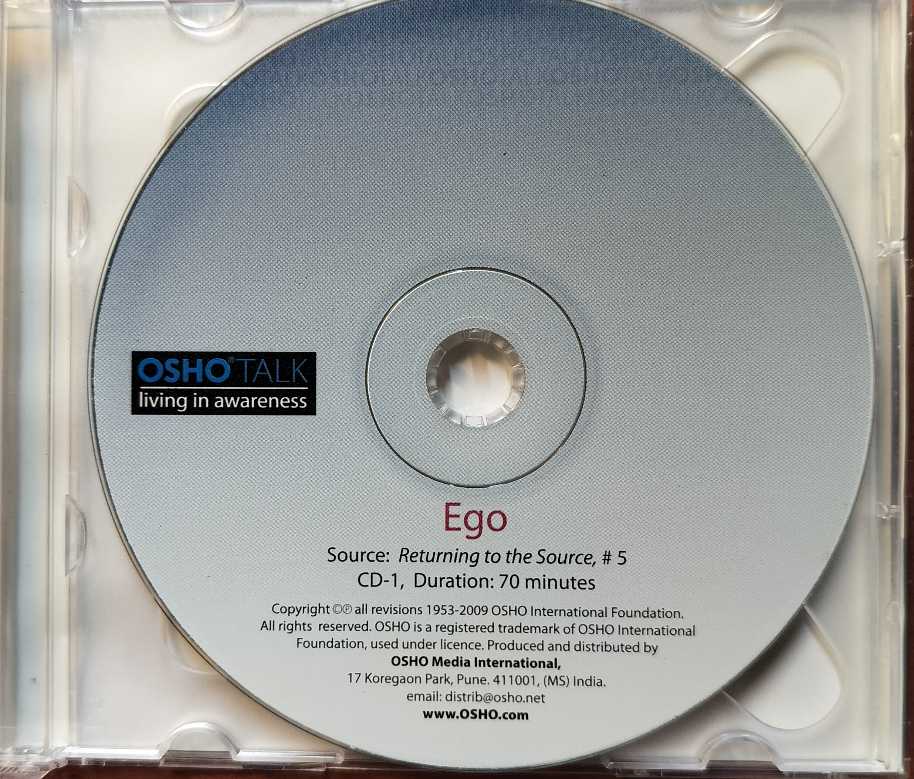 OSHO® TALK
living in awareness
Ego
Source: Returning to the Source, # 5
CD-1, Duration: 70 minutes
Copyright ©℗ all revisions 1953-2009 OSHO International Foundation.
All rights reserved. OSHO is a registered trademark of OSHO International
Foundation, used under licence. Produced and distributed by
OSHO Media International,
17 Koregaon Park, Pune. 411001, (MS) India.
email: distrib@osho.net
www.OSHO.com